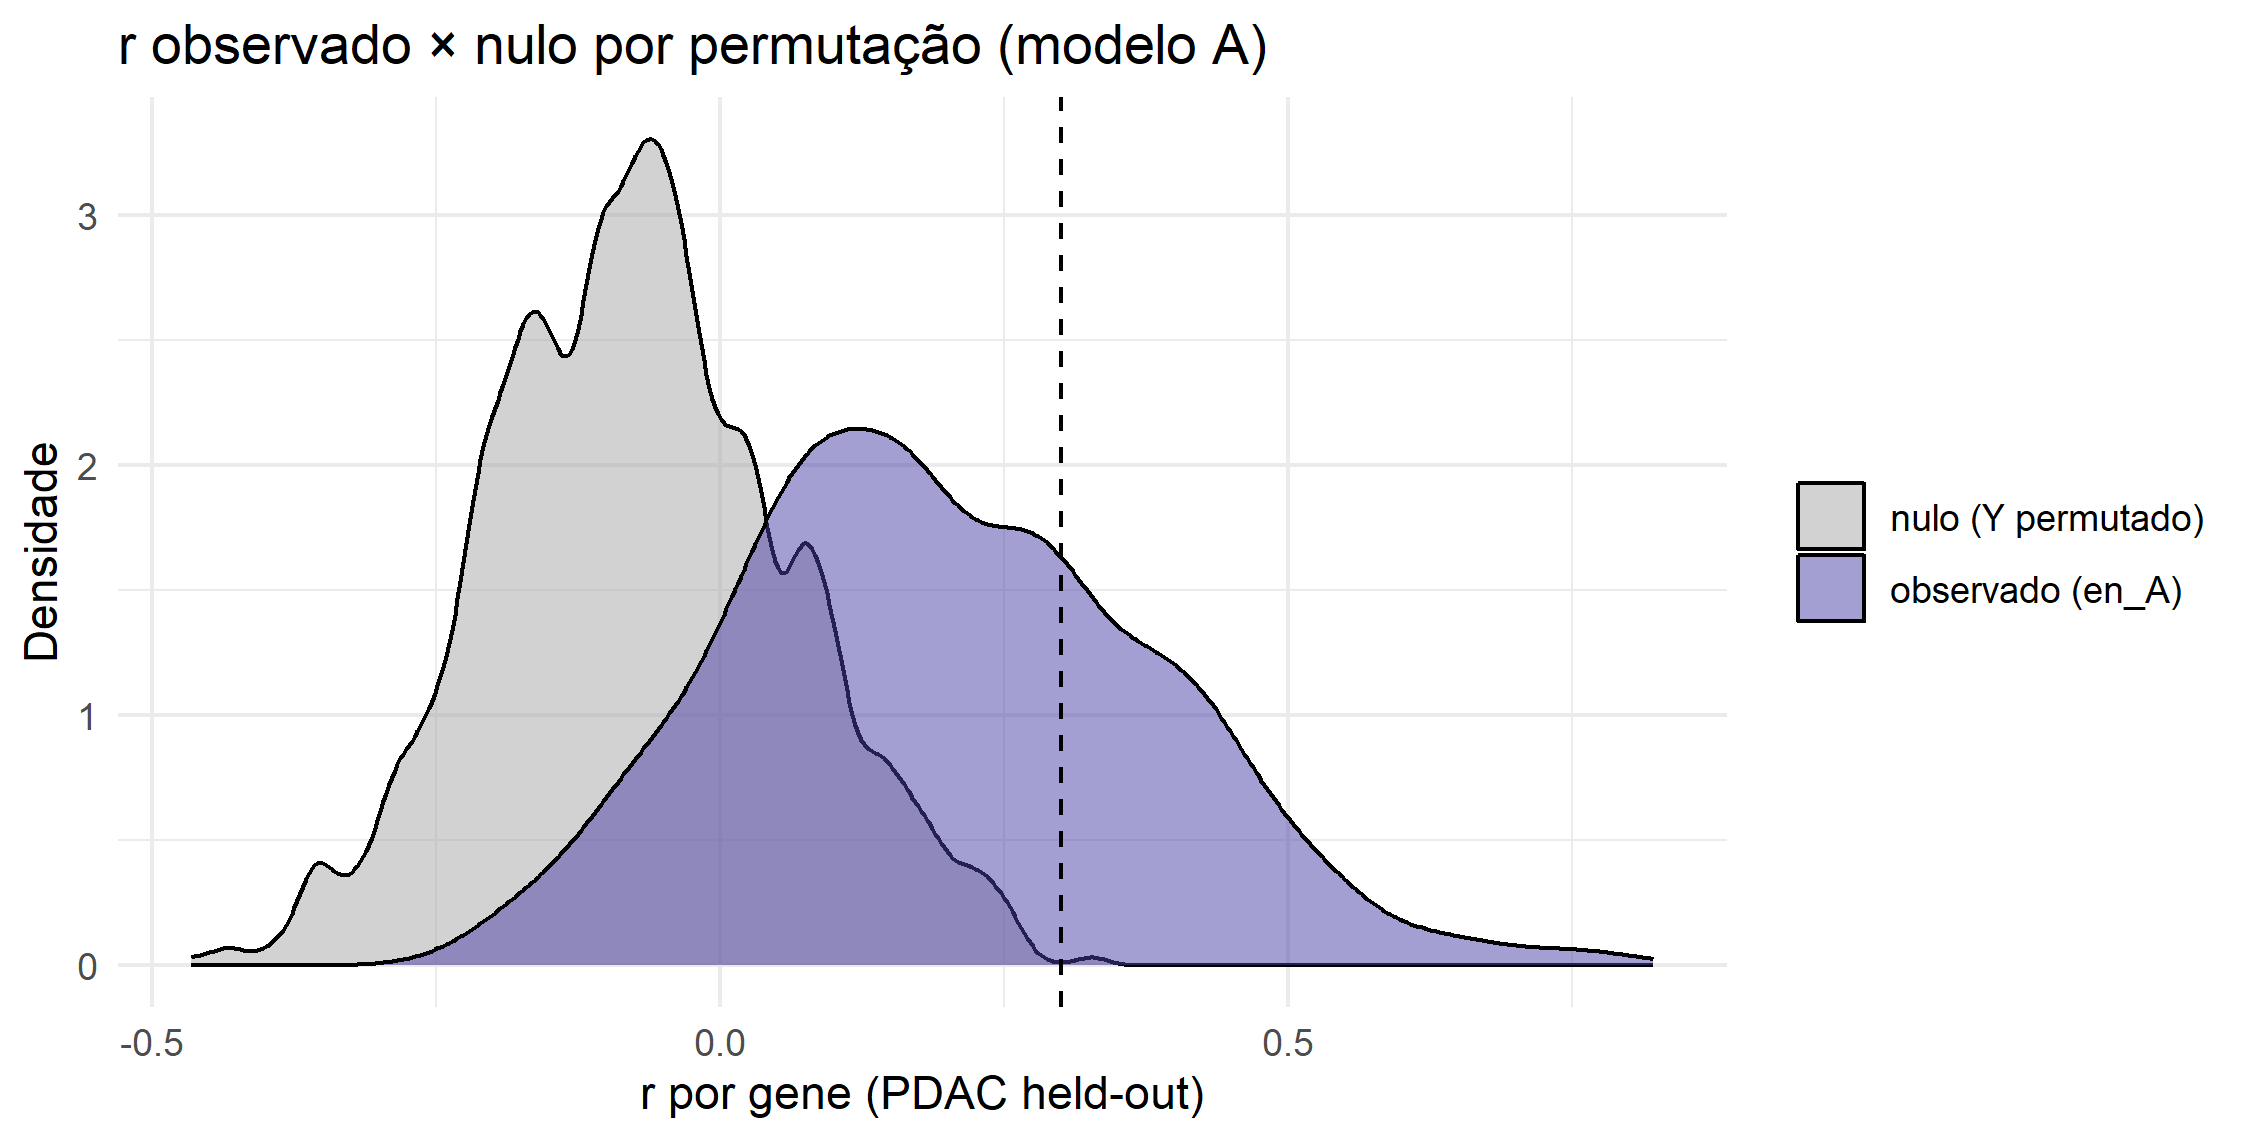 r observado × nulo por permutação (modelo A)
Densidade
3
2
1
0
-0.5
0.0
0.5
r por gene (PDAC held-out)
nulo (Y permutado)
observado (en_A)